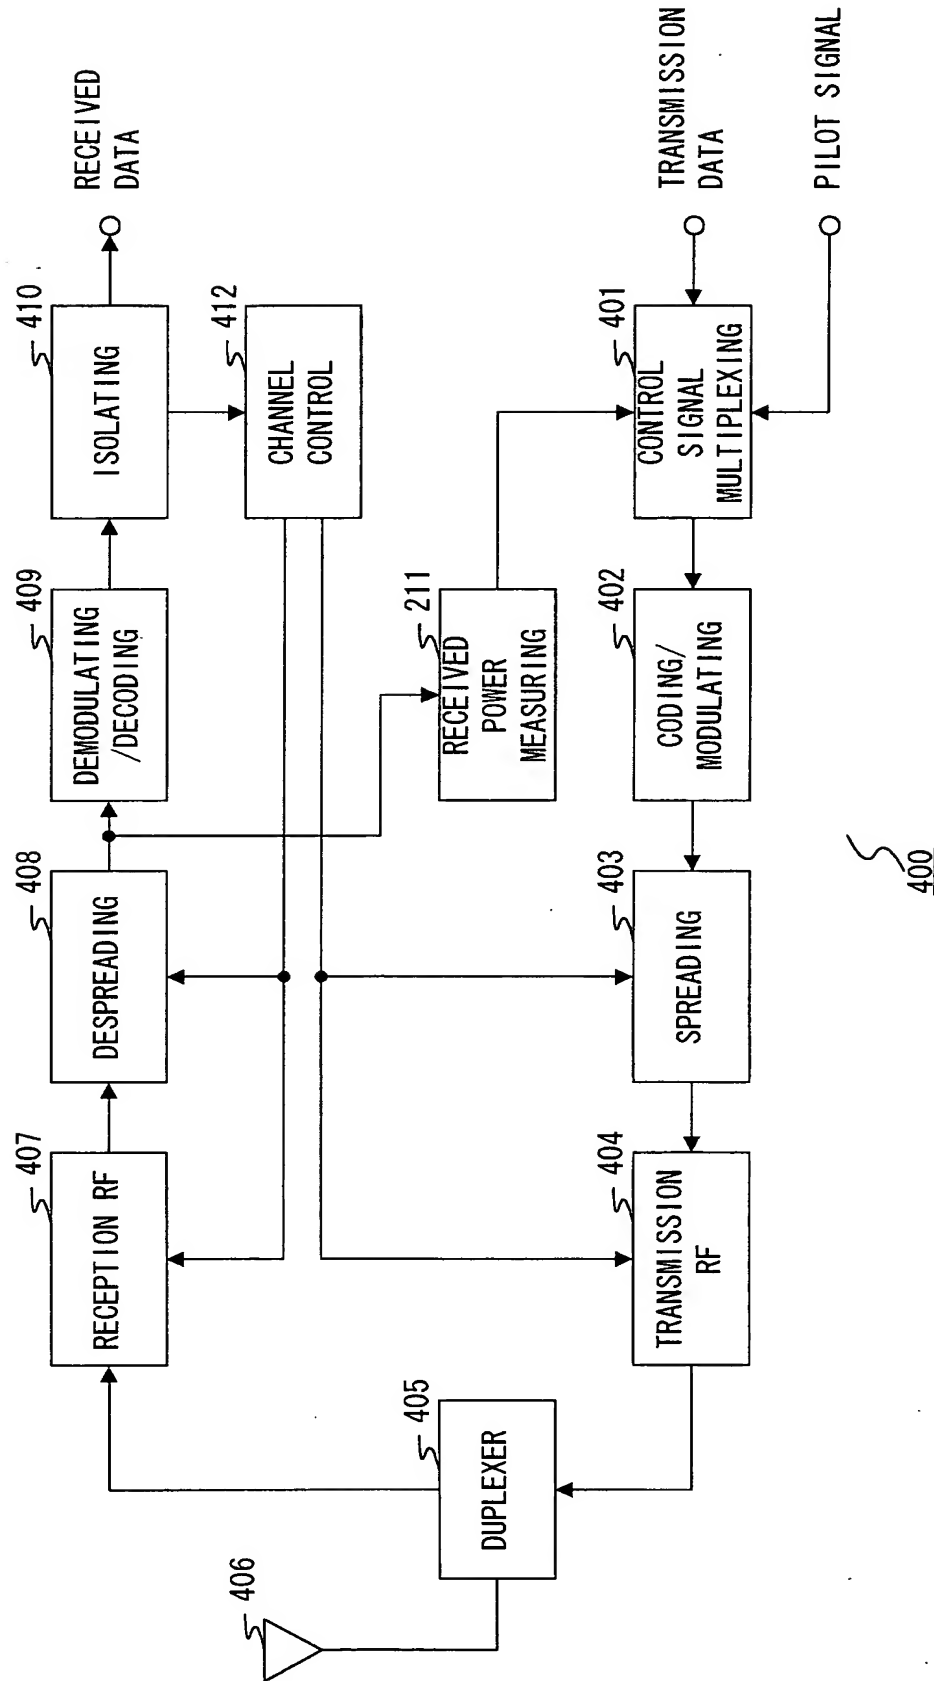 406
405
DUPLEXER
407
RECEPTION RF
408
DESPREADING
409
DEMODULATING
/DECODING
410
ISOLATING
RECEIVED
DATA
412
CHANNEL
CONTROL
211
RECEIVED
POWER
MEASURING
404
TRANSMISSION
RF
403
SPREADING
402
CODING/
MODULATING
401
CONTROL
SIGNAL
MULTIPLEXING
TRANSMISSION
DATA
PILOT SIGNAL
400